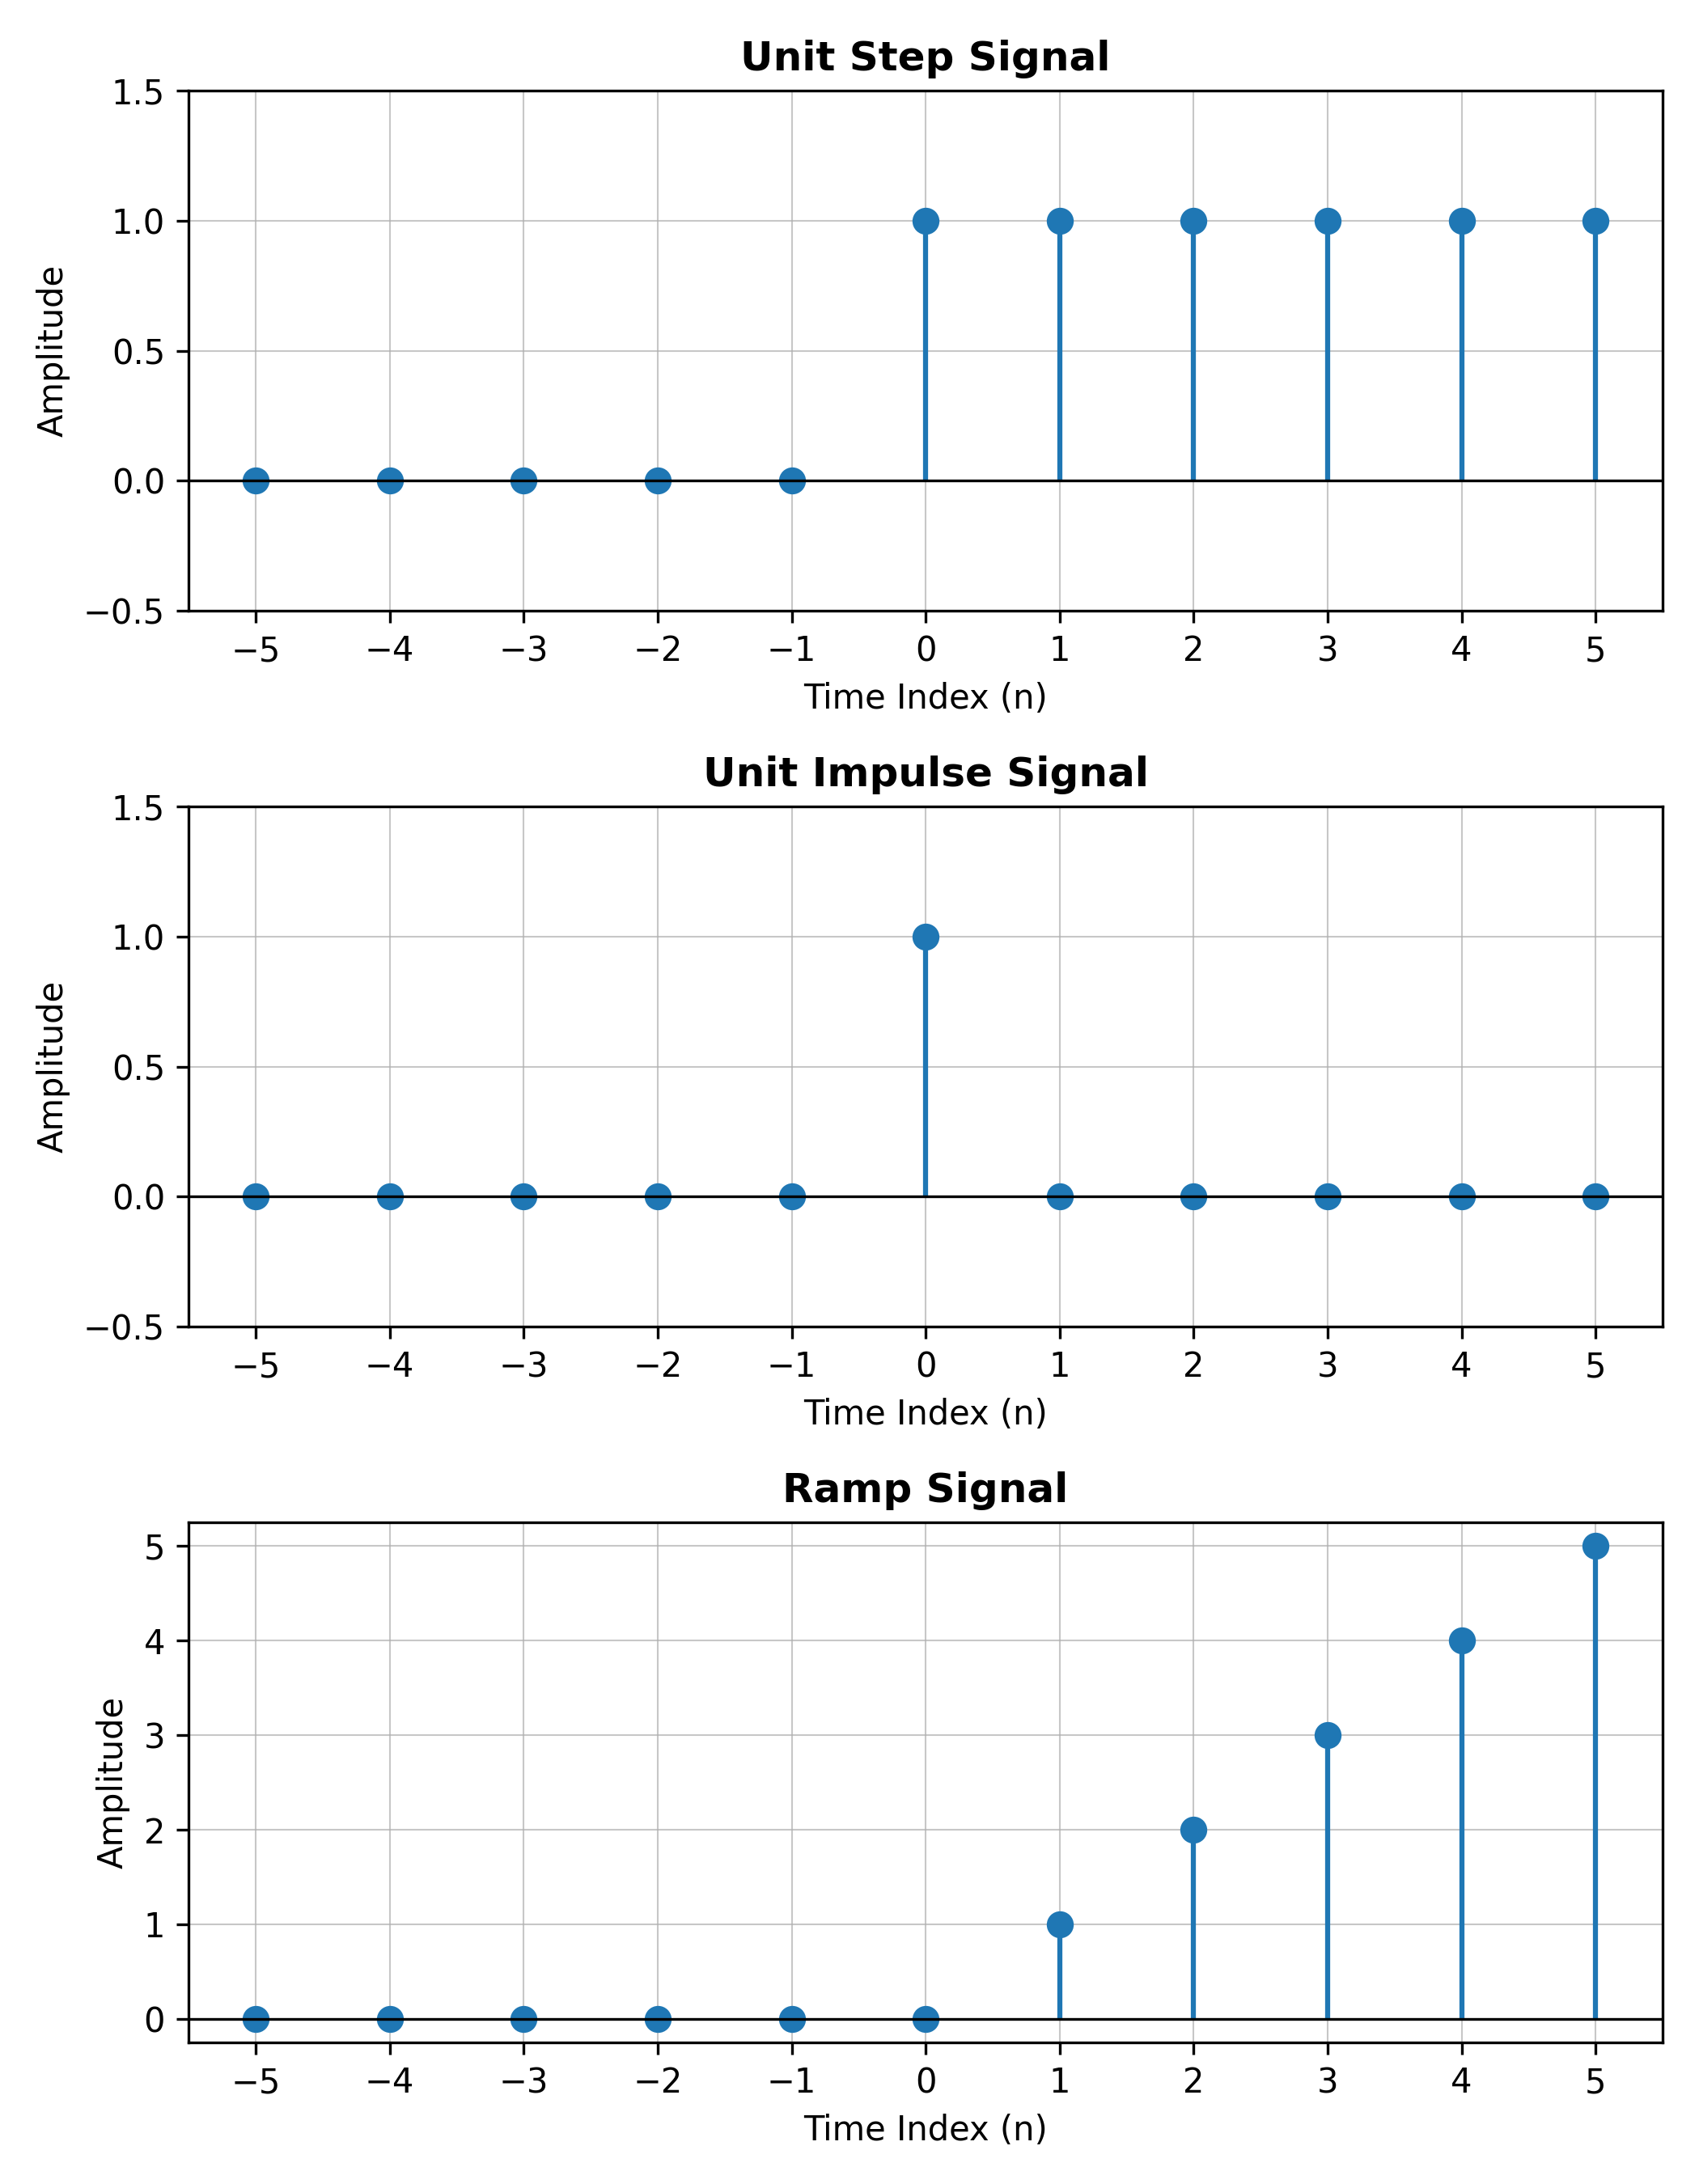 Unit Step Signal
1.5
1.0
0.5
0.0
−0.5
Amplitude
−5 −4 −3 −2 −1 0 1 2 3 4 5
Time Index (n)
Unit Impulse Signal
1.5
1.0
0.5
0.0
−0.5
Amplitude
−5 −4 −3 −2 −1 0 1 2 3 4 5
Time Index (n)
Ramp Signal
5
4
3
2
1
0
Amplitude
−5 −4 −3 −2 −1 0 1 2 3 4 5
Time Index (n)